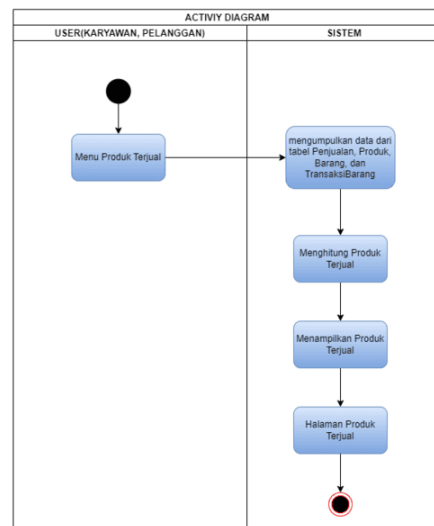 ACTIVIY DIAGRAM
USER(KARYAWAN, PELANGGAN)
SISTEM
Menu Produk Terjual
mengumpulkan data dari
tabel Penjualan, Produk,
Barang, dan
TransaksiBarang
Menghitung Produk
Terjual
Menampilkan Produk
Terjual
Halaman Produk
Terjual